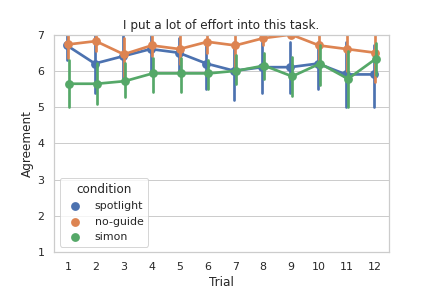 I put a lot of effort into this task.
7
6
5
4
3
2
1
Agreement
condition
spotlight
no-guide
simon
1 2 3 4 5 6 7 8 9 10 11 12
Trial